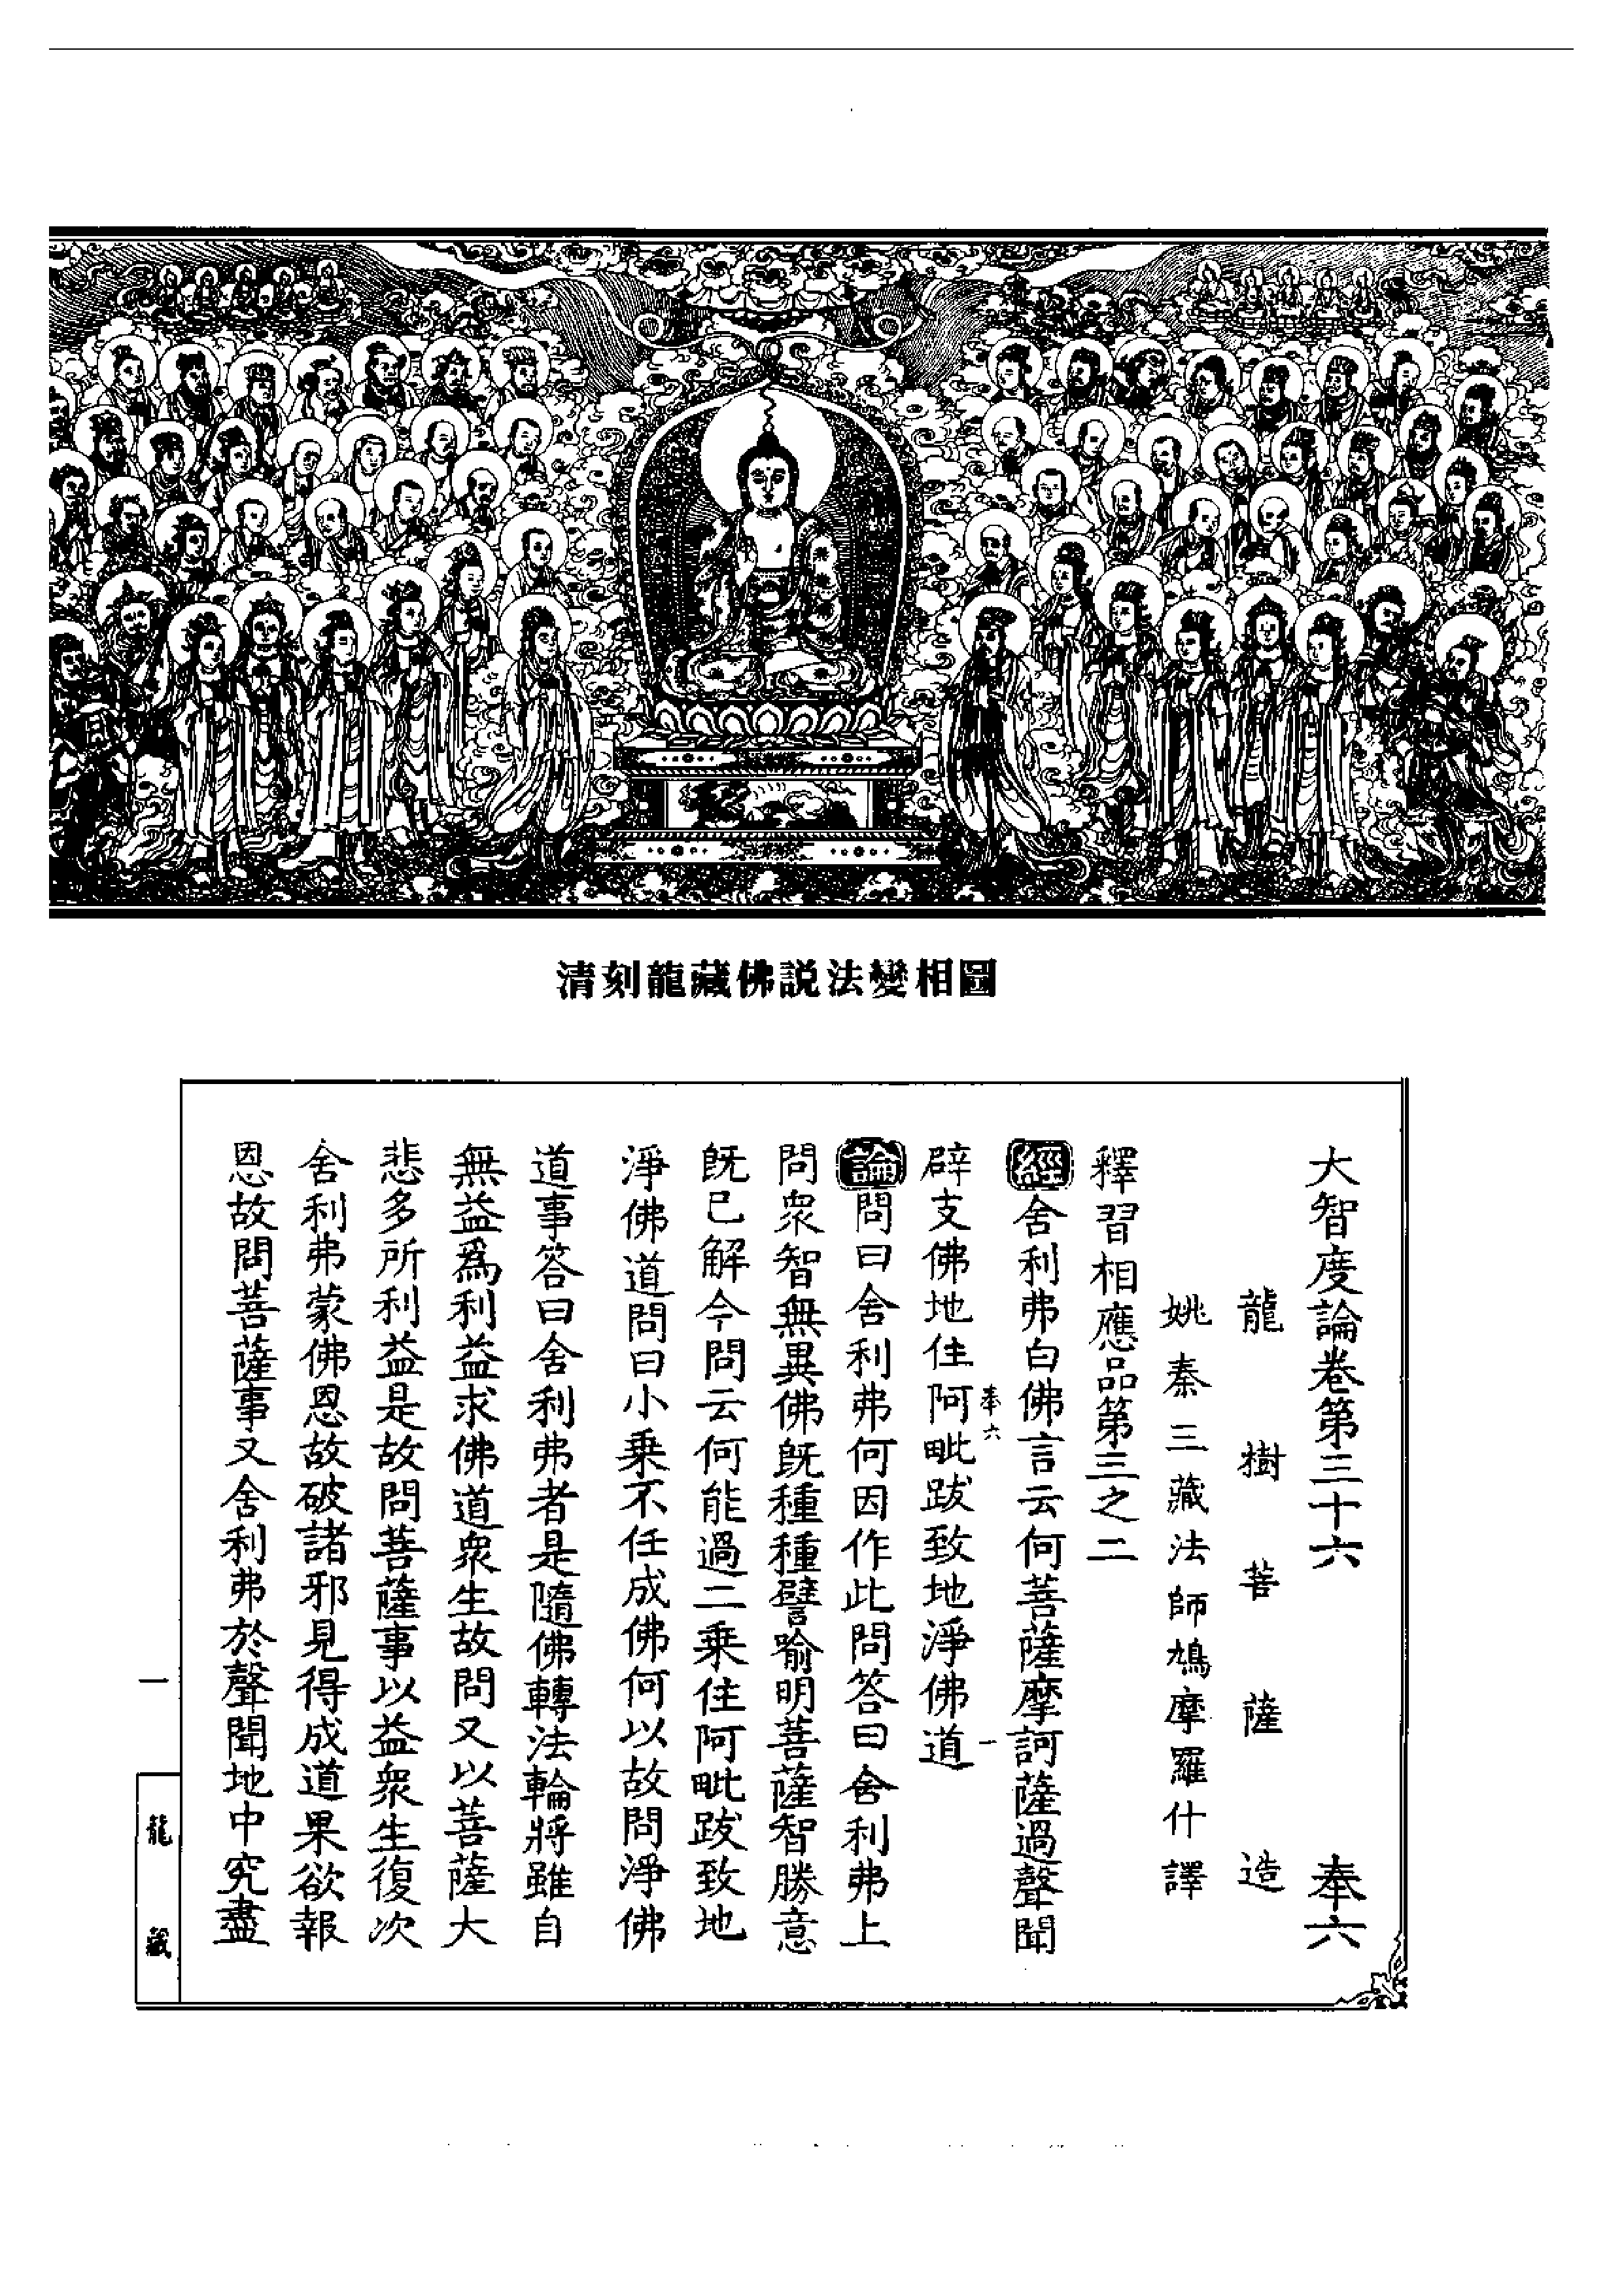 清刻龍藏佛説法變相圖
大智度論卷第三十六 奉六
龍樹菩薩造
姚秦三藏法師鳩摩羅什譯
釋習相應品第三之二
經舍利弗白佛言云何菩薩摩訶薩過聲聞
辟支佛地住阿毗跋致地淨佛道
奉六 一
論問曰舍利弗何因作此問答曰舍利弗上
問衆智無異佛旣種種譬喻明菩薩智勝意
旣已解今問云何能過二乘住阿毗跋致地
淨佛道問曰小乘不任成佛何以故問淨佛
道事答曰舍利弗者是隨佛轉法輪將雖自
無益爲利益求佛道衆生故問又以菩薩大
悲多所利益是故問菩薩事以益衆生復次
舍利弗蒙佛恩故破諸邪見得成道果欲報
恩故問菩薩事又舍利弗於聲聞地中究盡
一
龍藏